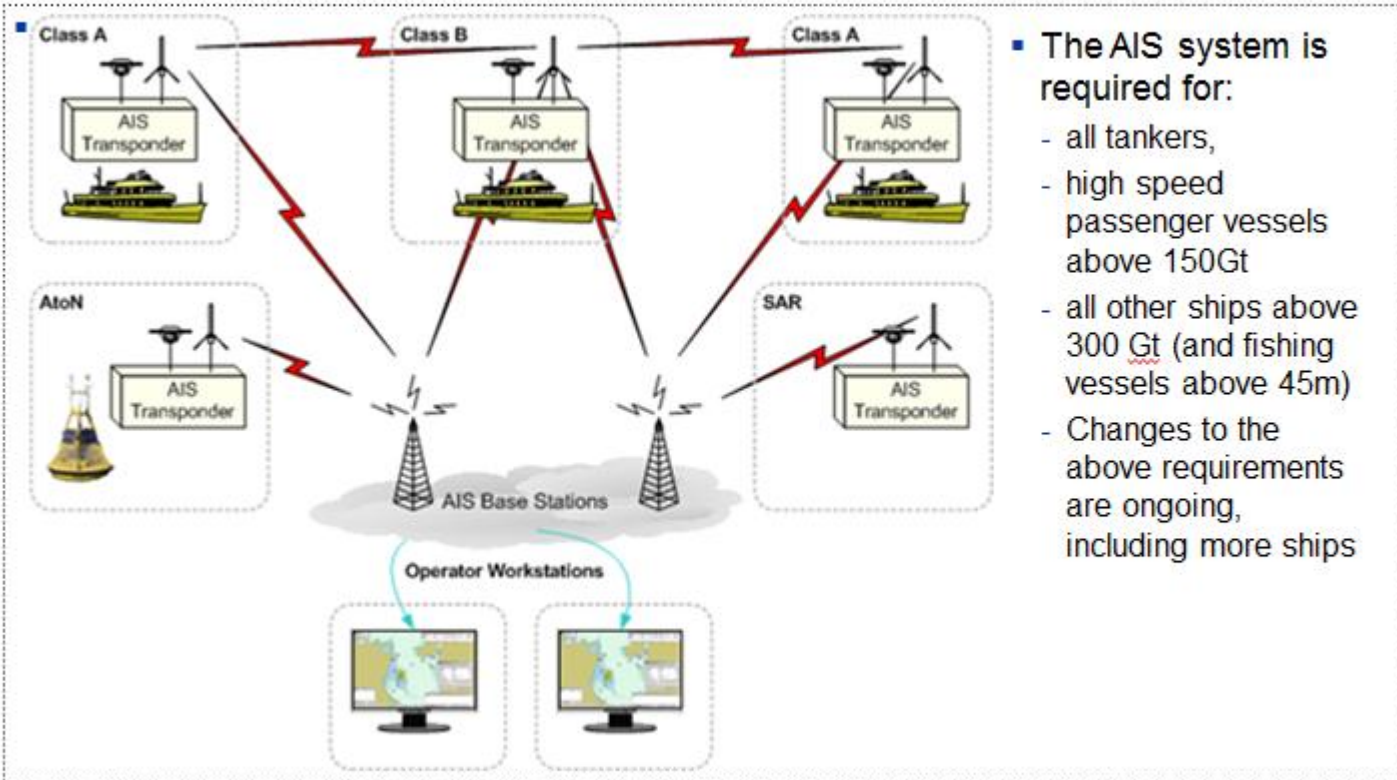 Class A
Class B
Class A
AIS
Transponder
AIS
Transponder
AIS
Transponder
AtoN
SAR
AIS
Transponder
AIS
Transponder
AIS Base Stations
Operator Workstations
▪ The AIS system is
required for:
- all tankers,
- high speed
passenger vessels
above 150Gt
- all other ships above
300 Gt (and fishing
vessels above 45m)
- Changes to the
above requirements
are ongoing,
including more ships